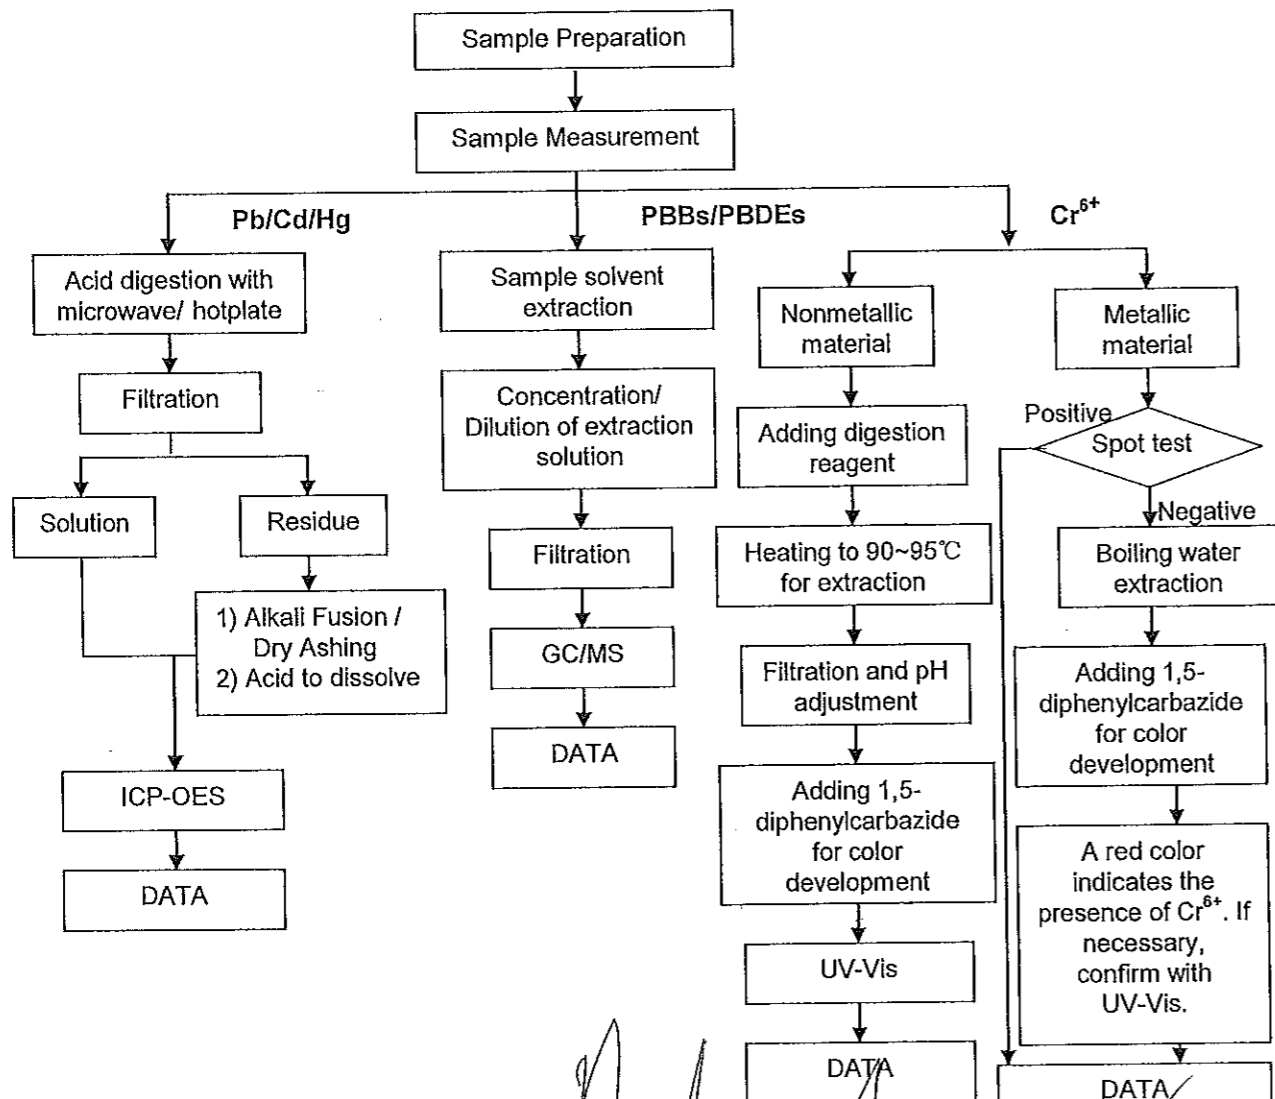 Sample Preparation
Sample Measurement
Pb/Cd/Hg
PBBs/PBDEs
Cr⁶⁺
Acid digestion with
microwave/ hotplate
Filtration
Solution
Residue
1) Alkali Fusion /
Dry Ashing
2) Acid to dissolve
ICP-OES
DATA
Sample solvent
extraction
Concentration/
Dilution of extraction
solution
Filtration
GC/MS
DATA
Nonmetallic
material
Adding digestion
reagent
Heating to 90~95℃
for extraction
Filtration and pH
adjustment
Adding 1,5-
diphenylcarbazide
for color
development
UV-Vis
DATA
Metallic
material
Positive
Spot test
Negative
Boiling water
extraction
Adding 1,5-
diphenylcarbazide
for color
development
A red color
indicates the
presence of Cr⁶⁺. If
necessary,
confirm with
UV-Vis.
DATA